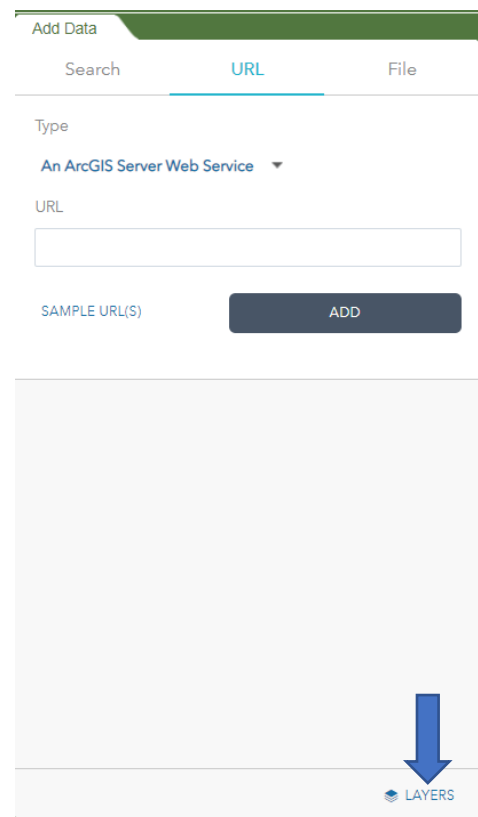 Add Data
Search URL File
Type
An ArcGIS Server Web Service
URL
SAMPLE URL(S) ADD
LAYERS